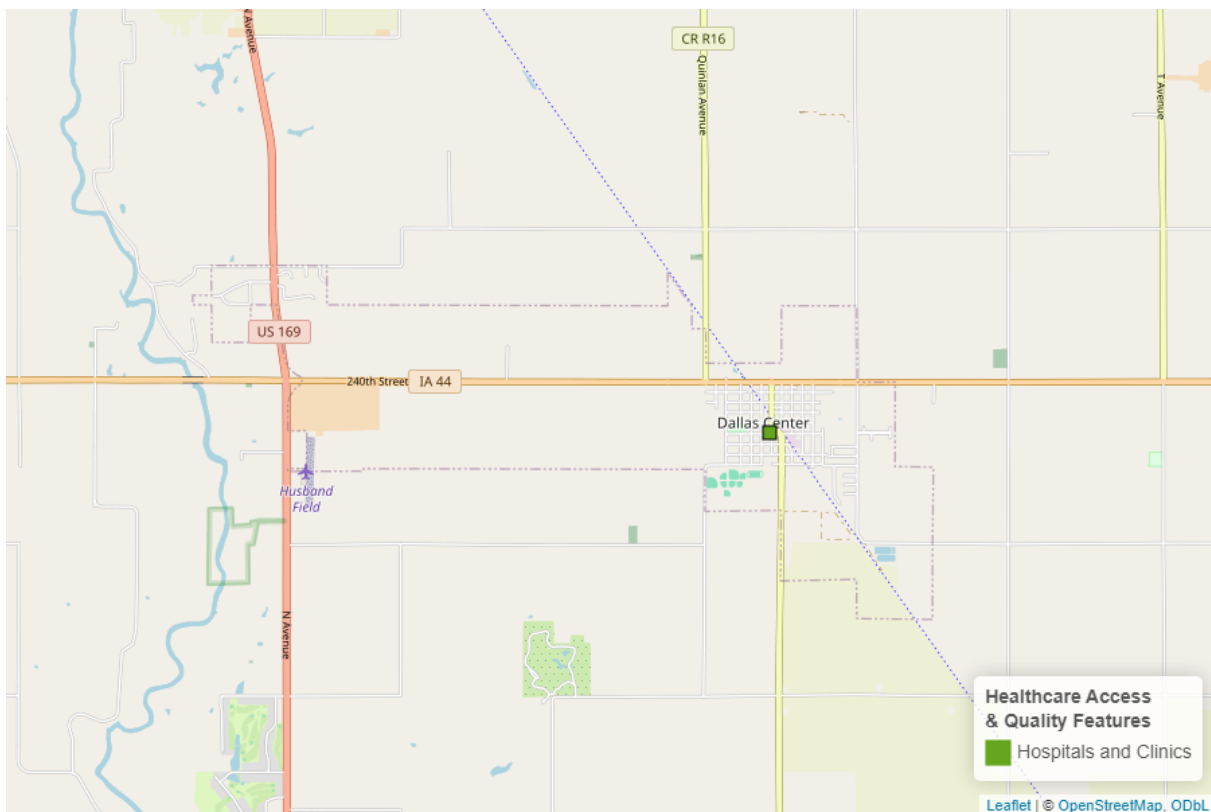 N Avenue
CR R16
Quinlan Avenue
T Avenue
US 169
240th Street
IA 44
Dallas Center
Husband
Field
N Avenue
Healthcare Access
& Quality Features
Hospitals and Clinics
Leaflet | © OpenStreetMap, ODbL